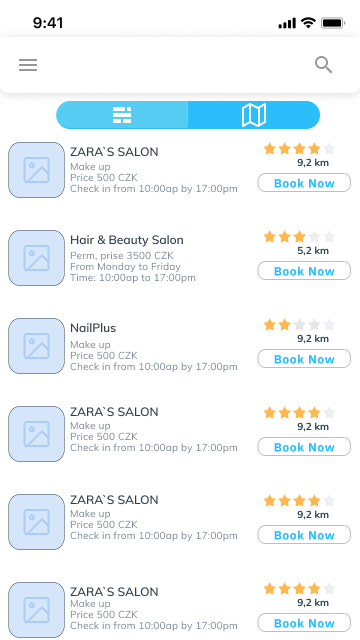 9:41
ZARA`S SALON
Make up
Price 500 CZK
Check in from 10:00ap by 17:00pm
9,2 km
Book Now
Hair & Beauty Salon
Perm, prise 3500 CZK
From Monday to Friday
Time: 10:00ap to 17:00pm
5,2 km
Book Now
NailPlus
Make up
Price 500 CZK
Check in from 10:00ap by 17:00pm
9,2 km
Book Now
ZARA`S SALON
Make up
Price 500 CZK
Check in from 10:00ap by 17:00pm
9,2 km
Book Now
ZARA`S SALON
Make up
Price 500 CZK
Check in from 10:00ap by 17:00pm
9,2 km
Book Now
ZARA`S SALON
Make up
Price 500 CZK
Check in from 10:00ap by 17:00pm
9,2 km
Book Now